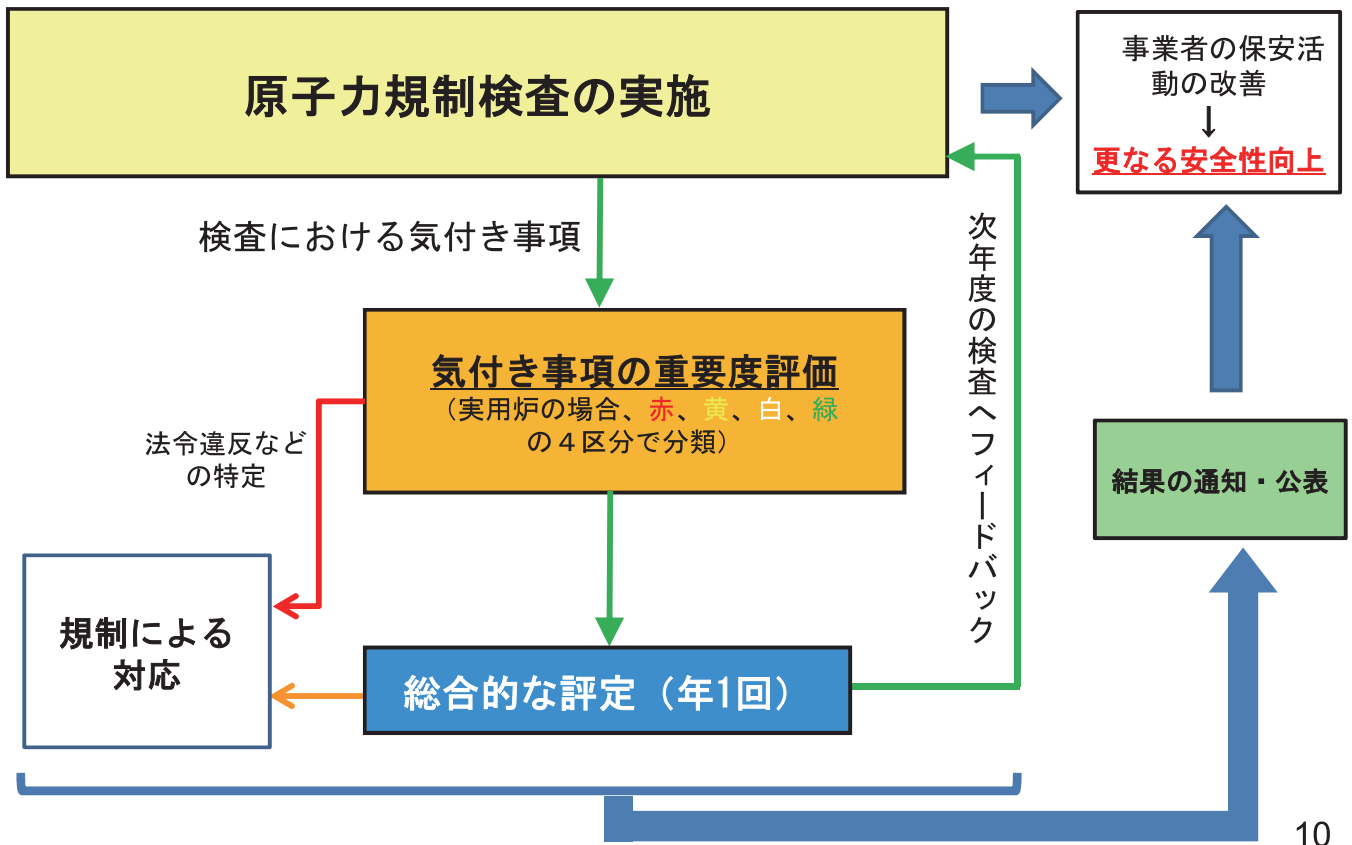 原子力規制検査の実施
事業者の保安活
動の改善
↓
更なる安全性向上
検査における気付き事項
次年度の検査へフィードバック
気付き事項の重要度評価
（実用炉の場合、赤、黄、白、緑
の４区分で分類）
法令違反など
の特定
結果の通知・公表
規制による
対応
総合的な評定（年1回）
10